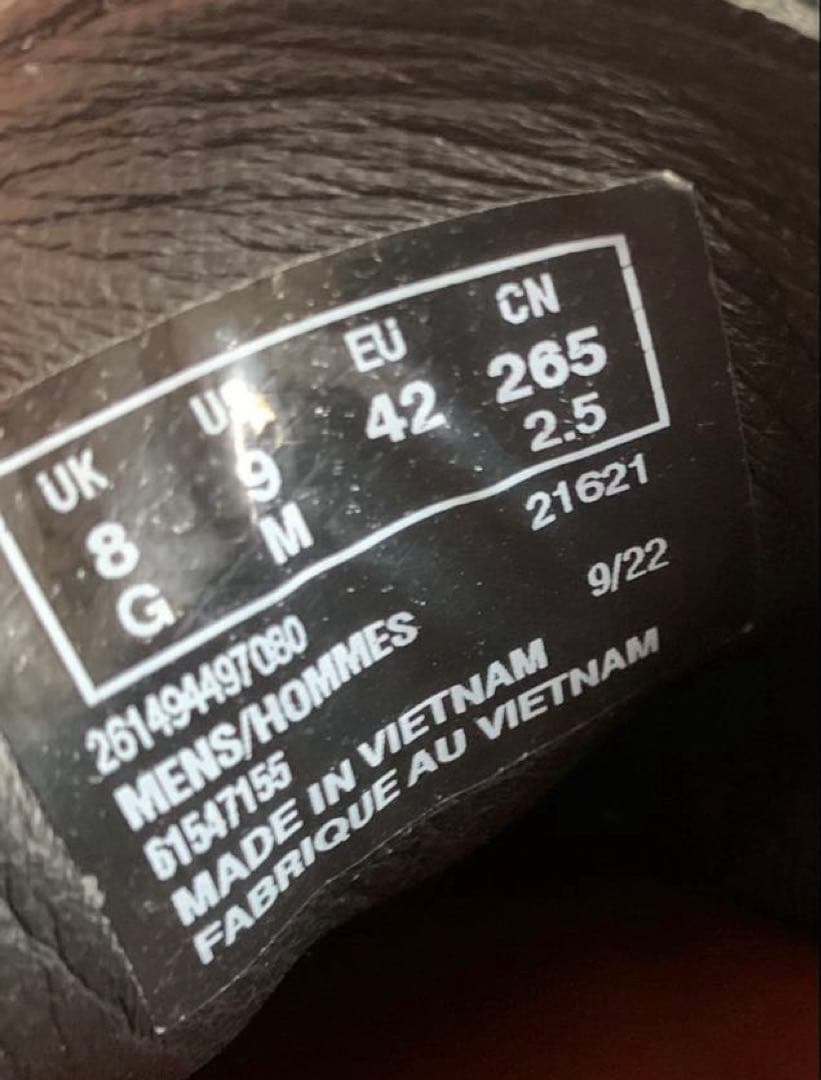 UK US EU CN
8 9 42 265
G M 2.5
261494497080 21621
MENS/HOMMES 9/22
61547155
MADE IN VIETNAM
FABRIQUE AU VIETNAM